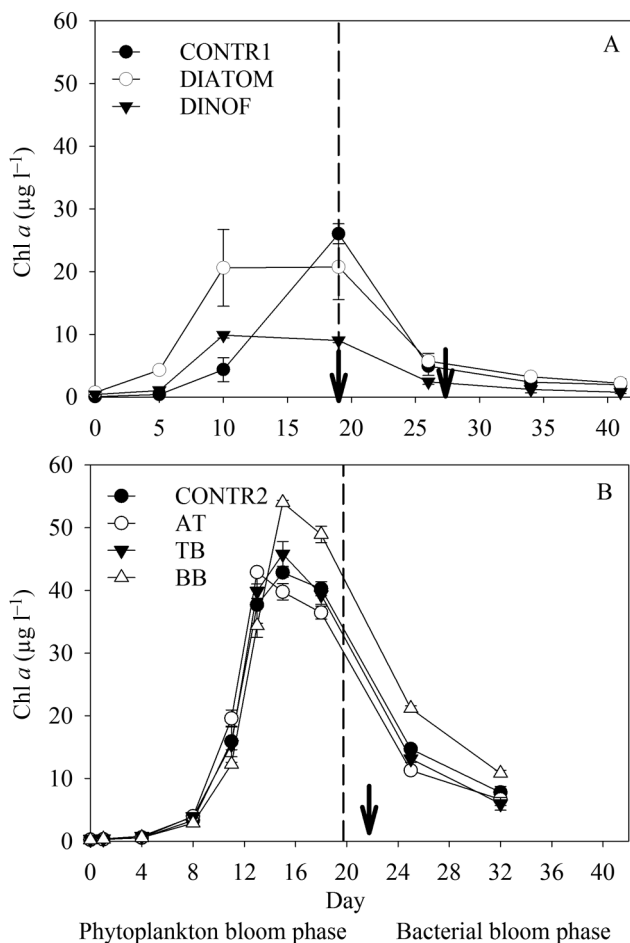 60
50
40
30
20
10
0
Chl a (µg l⁻¹)
CONTR1
DIATOM
DINOF
A
0 5 10 15 20 25 30 35 40
60
50
40
30
20
10
0
Chl a (µg l⁻¹)
CONTR2
AT
TB
BB
B
0 4 8 12 16 20 24 28 32 36 40
Day
Phytoplankton bloom phase Bacterial bloom phase